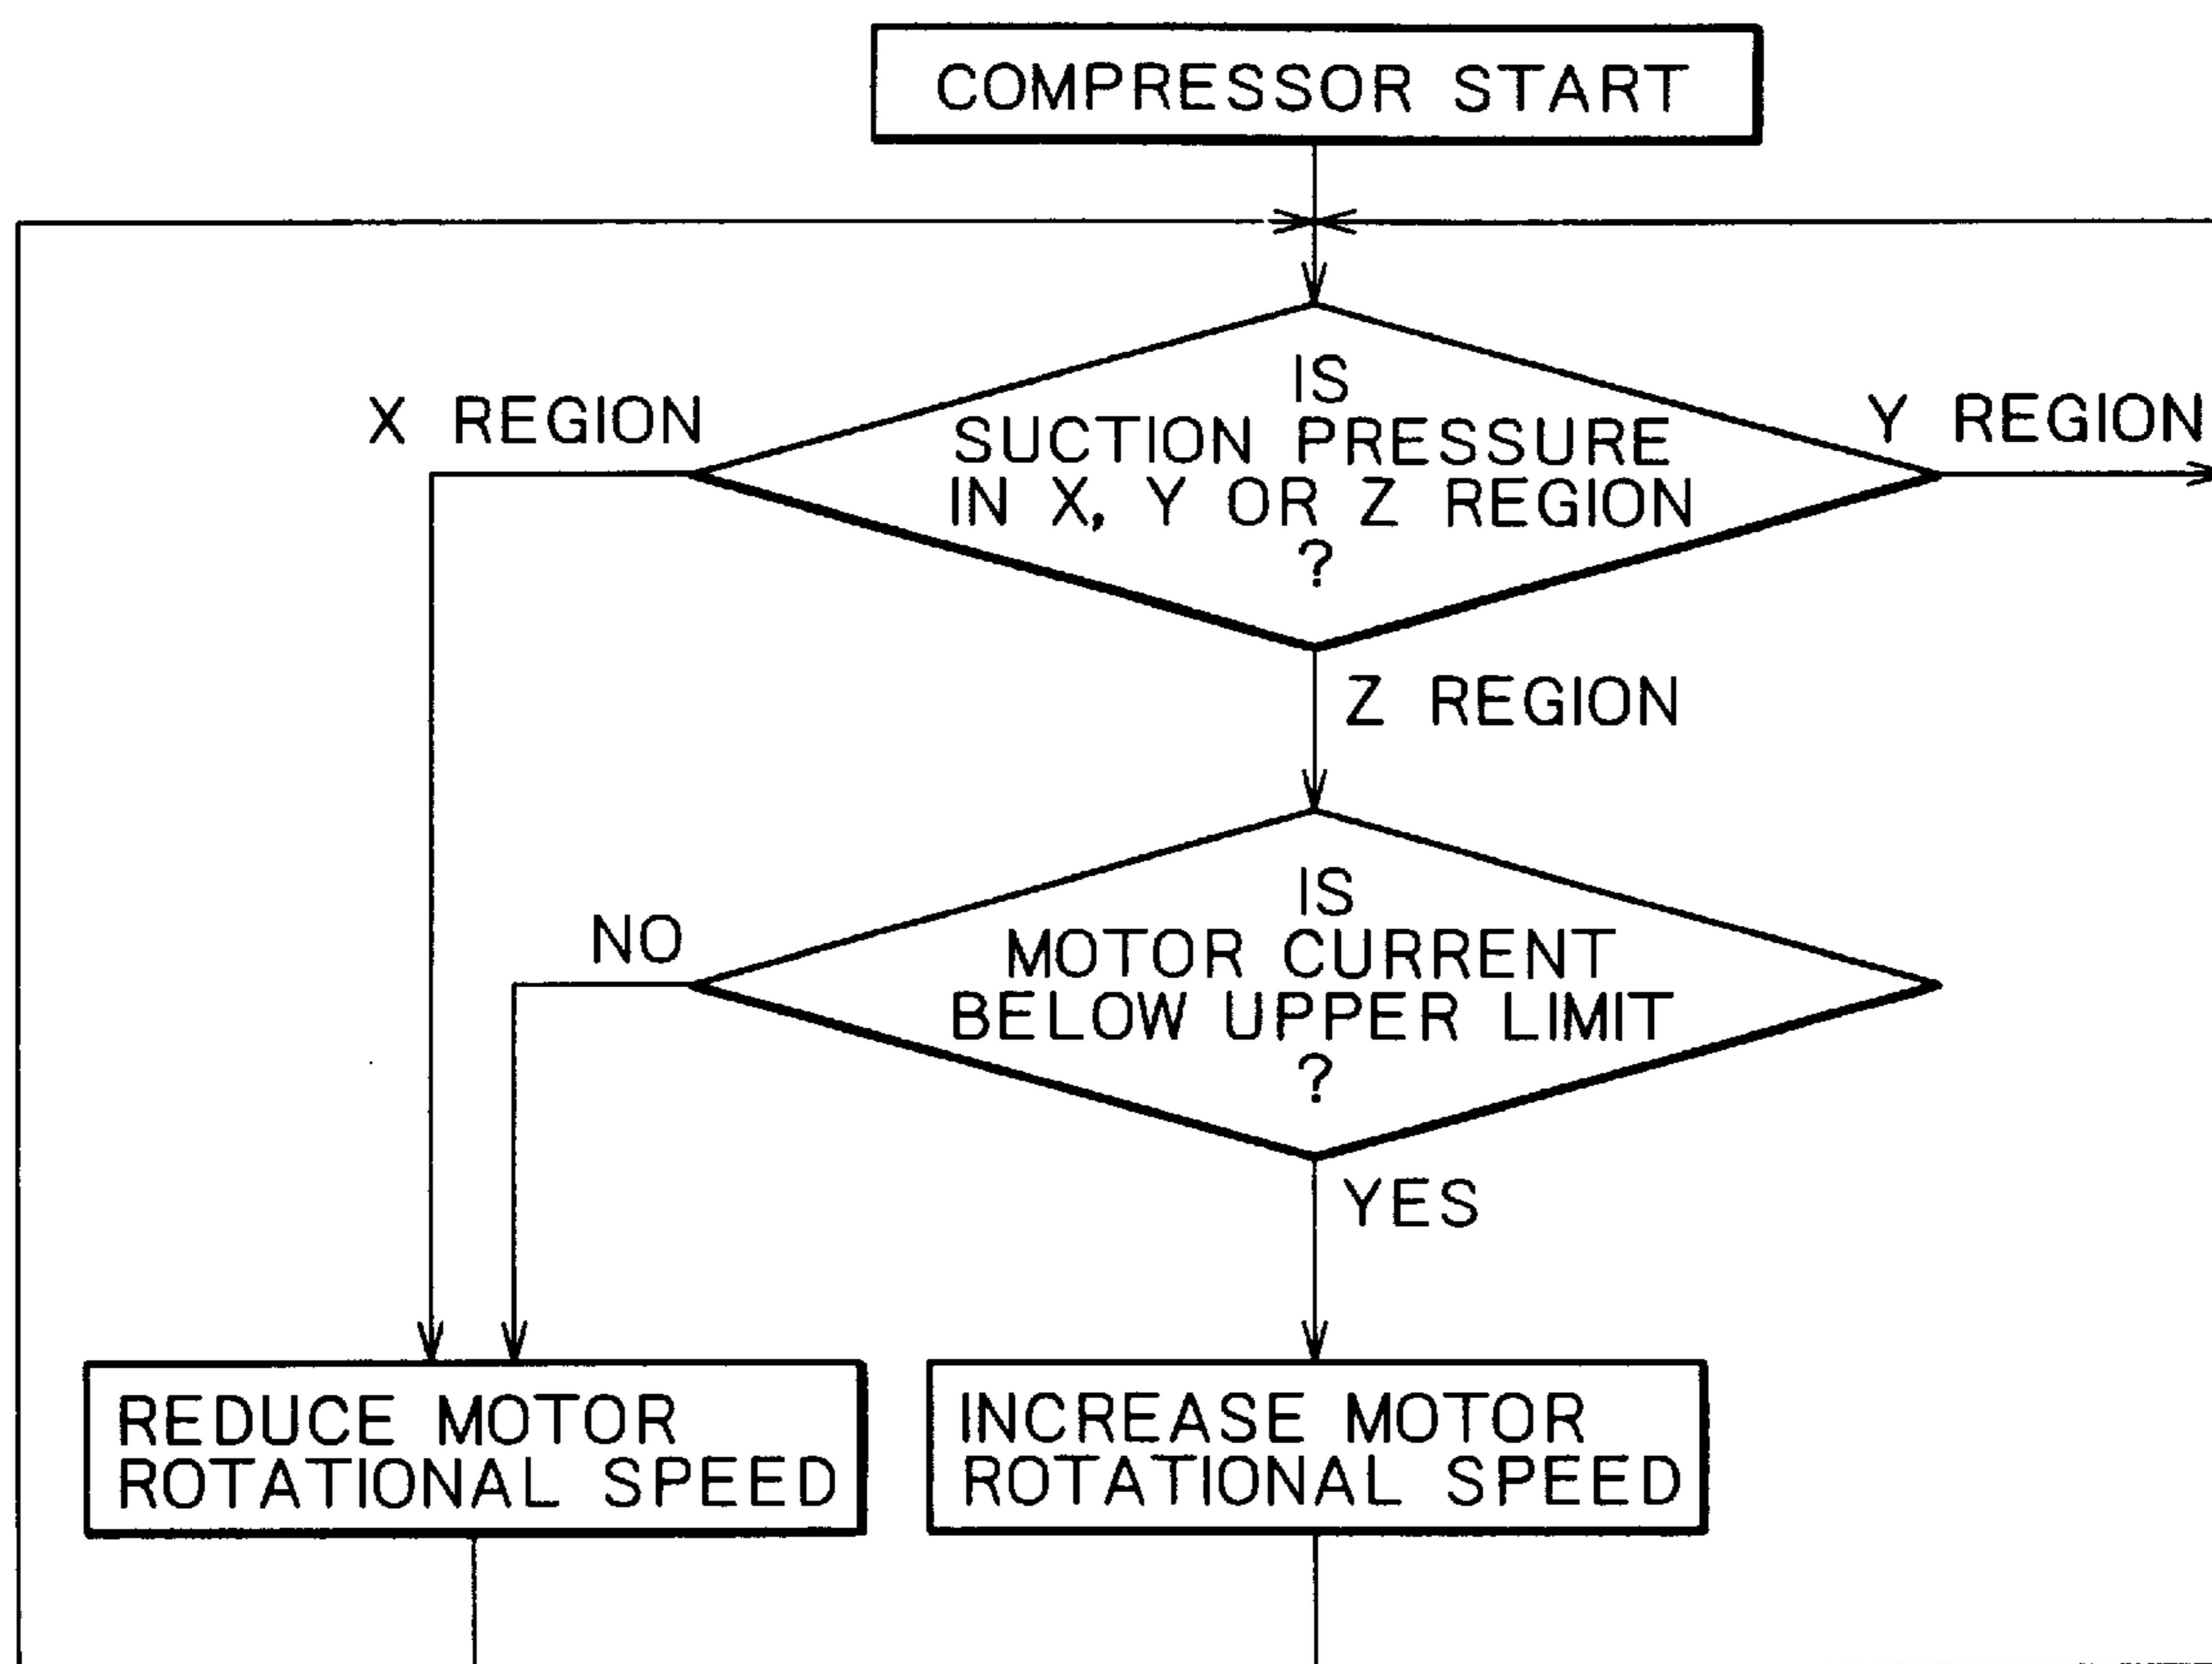 COMPRESSOR START
IS
SUCTION PRESSURE
IN X, Y OR Z REGION
?
X REGION
Y REGION
Z REGION
IS
MOTOR CURRENT
BELOW UPPER LIMIT
?
NO
YES
REDUCE MOTOR
ROTATIONAL SPEED
INCREASE MOTOR
ROTATIONAL SPEED